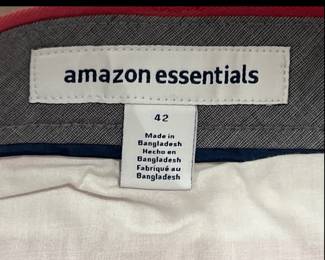 amazon essentials
42
Made in
Bangladesh
Hecho en
Bangladesh
Fabriqué au
Bangladesh